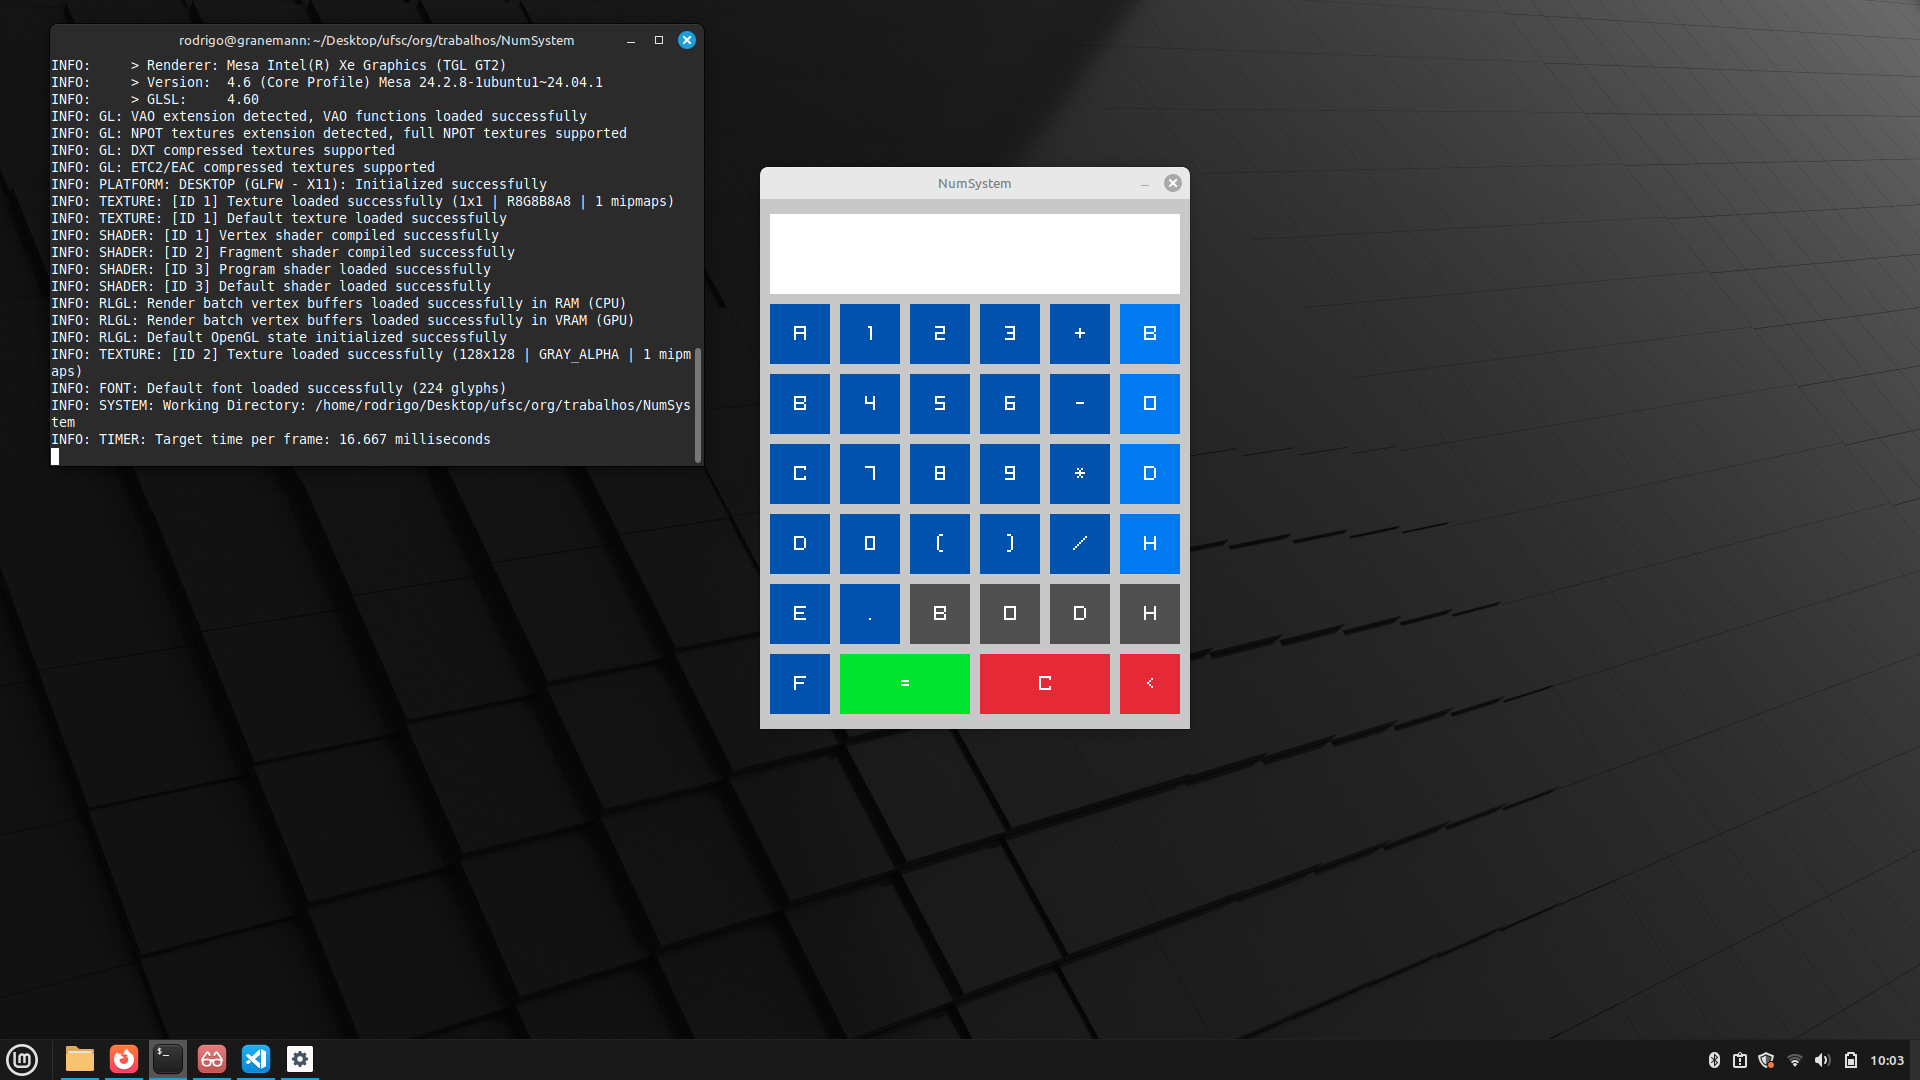 rodrigo@granemann: ~/Desktop/ufsc/org/trabalhos/NumSystem
INFO:     > Renderer: Mesa Intel(R) Xe Graphics (TGL GT2)
INFO:     > Version:  4.6 (Core Profile) Mesa 24.2.8-1ubuntu1~24.04.1
INFO:     > GLSL:     4.60
INFO: GL: VAO extension detected, VAO functions loaded successfully
INFO: GL: NPOT textures extension detected, full NPOT textures supported
INFO: GL: DXT compressed textures supported
INFO: GL: ETC2/EAC compressed textures supported
INFO: PLATFORM: DESKTOP (GLFW - X11): Initialized successfully
INFO: TEXTURE: [ID 1] Texture loaded successfully (1x1 | R8G8B8A8 | 1 mipmaps)
INFO: TEXTURE: [ID 1] Default texture loaded successfully
INFO: SHADER: [ID 1] Vertex shader compiled successfully
INFO: SHADER: [ID 2] Fragment shader compiled successfully
INFO: SHADER: [ID 3] Program shader loaded successfully
INFO: SHADER: [ID 3] Default shader loaded successfully
INFO: RLGL: Render batch vertex buffers loaded successfully in RAM (CPU)
INFO: RLGL: Render batch vertex buffers loaded successfully in VRAM (GPU)
INFO: RLGL: Default OpenGL state initialized successfully
INFO: TEXTURE: [ID 2] Texture loaded successfully (128x128 | GRAY_ALPHA | 1 mipm
aps)
INFO: FONT: Default font loaded successfully (224 glyphs)
INFO: SYSTEM: Working Directory: /home/rodrigo/Desktop/ufsc/org/trabalhos/NumSys
tem
INFO: TIMER: Target time per frame: 16.667 milliseconds
NumSystem
A 1 2 3 + B
B 4 5 6 - O
C 7 8 9 * D
D 0 ( ) / H
E . B O D H
F = C <
10:03